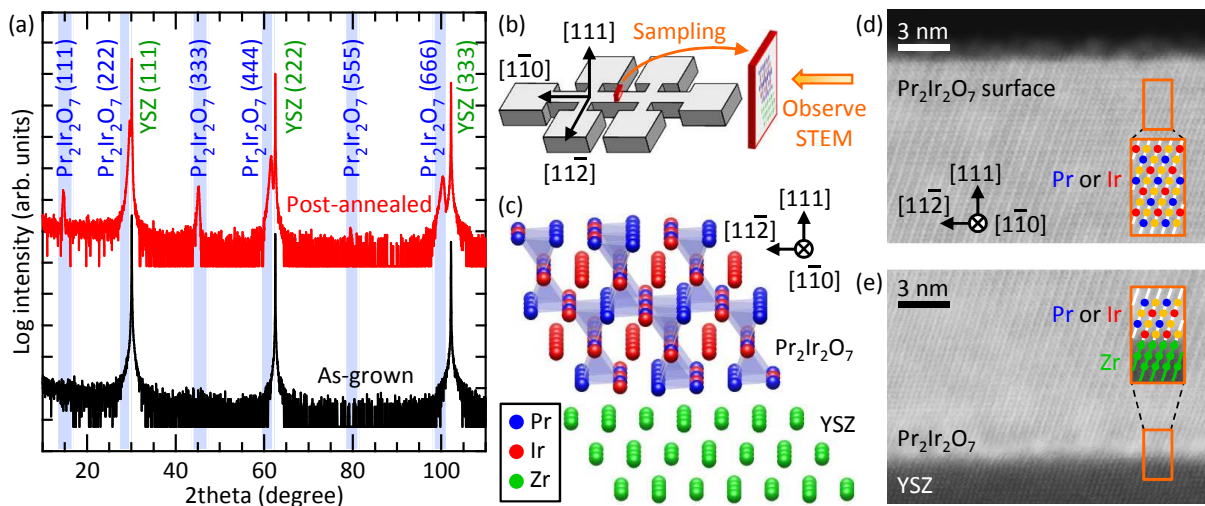 (a)
Pr2Ir2O7 (111)
Pr2Ir2O7 (222)
YSZ (111)
Pr2Ir2O7 (333)
Pr2Ir2O7 (444)
YSZ (222)
Pr2Ir2O7 (555)
Pr2Ir2O7 (666)
YSZ (333)
Post-annealed
As-grown
Log intensity (arb. units)
20 40 60 80 100
2theta (degree)
(b)
[111]
[11̅0]
[112̅]
Sampling
Observe
STEM
(c)
[111]
[112̅]
[11̅0]
Pr2Ir2O7
YSZ
Pr
Ir
Zr
(d)
3 nm
Pr2Ir2O7 surface
Pr or Ir
[111]
[112̅]
[11̅0]
(e)
3 nm
Pr or Ir
Zr
Pr2Ir2O7
YSZ